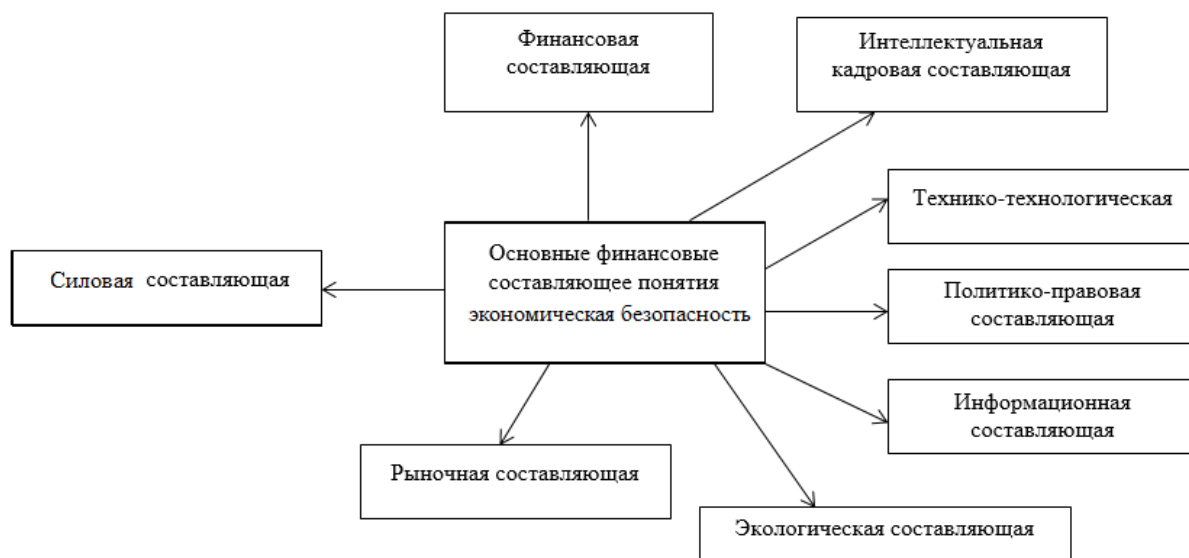 Финансовая
составляющая
Интеллектуальная
кадровая составляющая
Технико-технологическая
Основные финансовые
составляющее понятия
экономическая безопасность
Силовая составляющая
Политико-правовая
составляющая
Информационная
составляющая
Рыночная составляющая
Экологическая составляющая